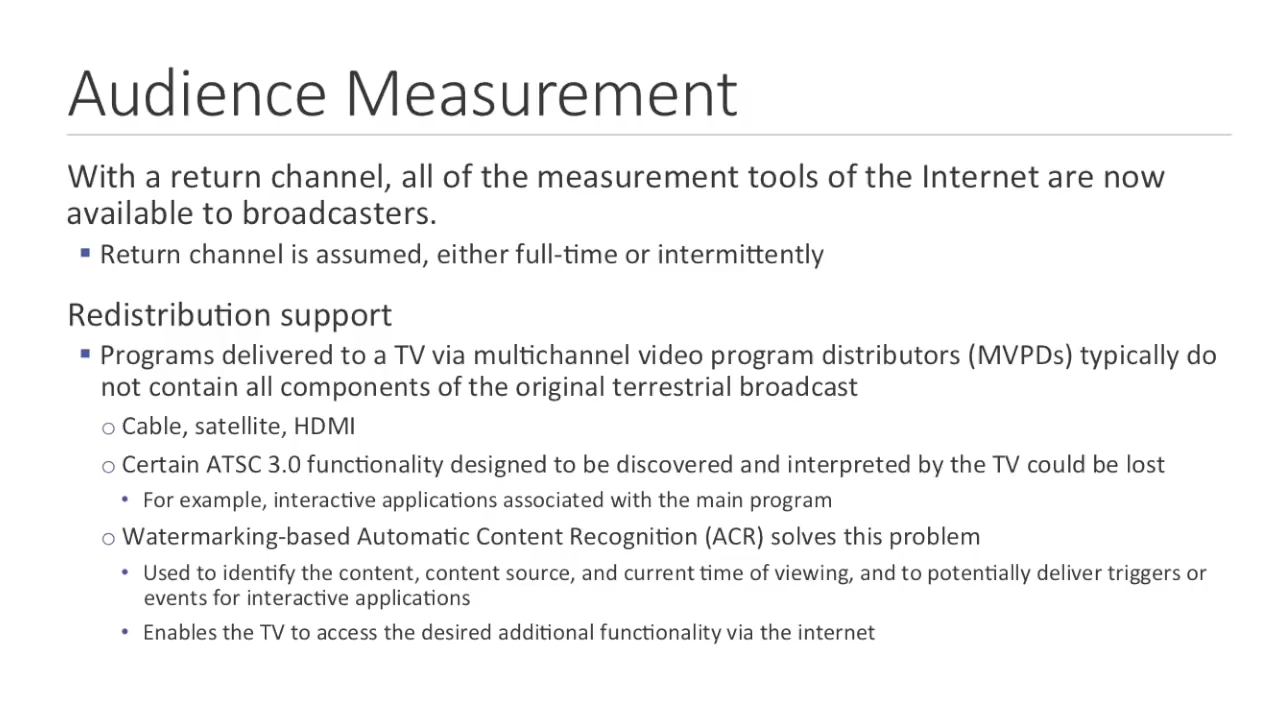 Audience Measurement
With a return channel, all of the measurement tools of the Internet are now
available to broadcasters.
▪ Return channel is assumed, either full-time or intermittently
Redistribution support
▪ Programs delivered to a TV via multichannel video program distributors (MVPDs) typically do
not contain all components of the original terrestrial broadcast
o Cable, satellite, HDMI
o Certain ATSC 3.0 functionality designed to be discovered and interpreted by the TV could be lost
• For example, interactive applications associated with the main program
o Watermarking-based Automatic Content Recognition (ACR) solves this problem
• Used to identify the content, content source, and current time of viewing, and to potentially deliver triggers or
events for interactive applications
• Enables the TV to access the desired additional functionality via the internet